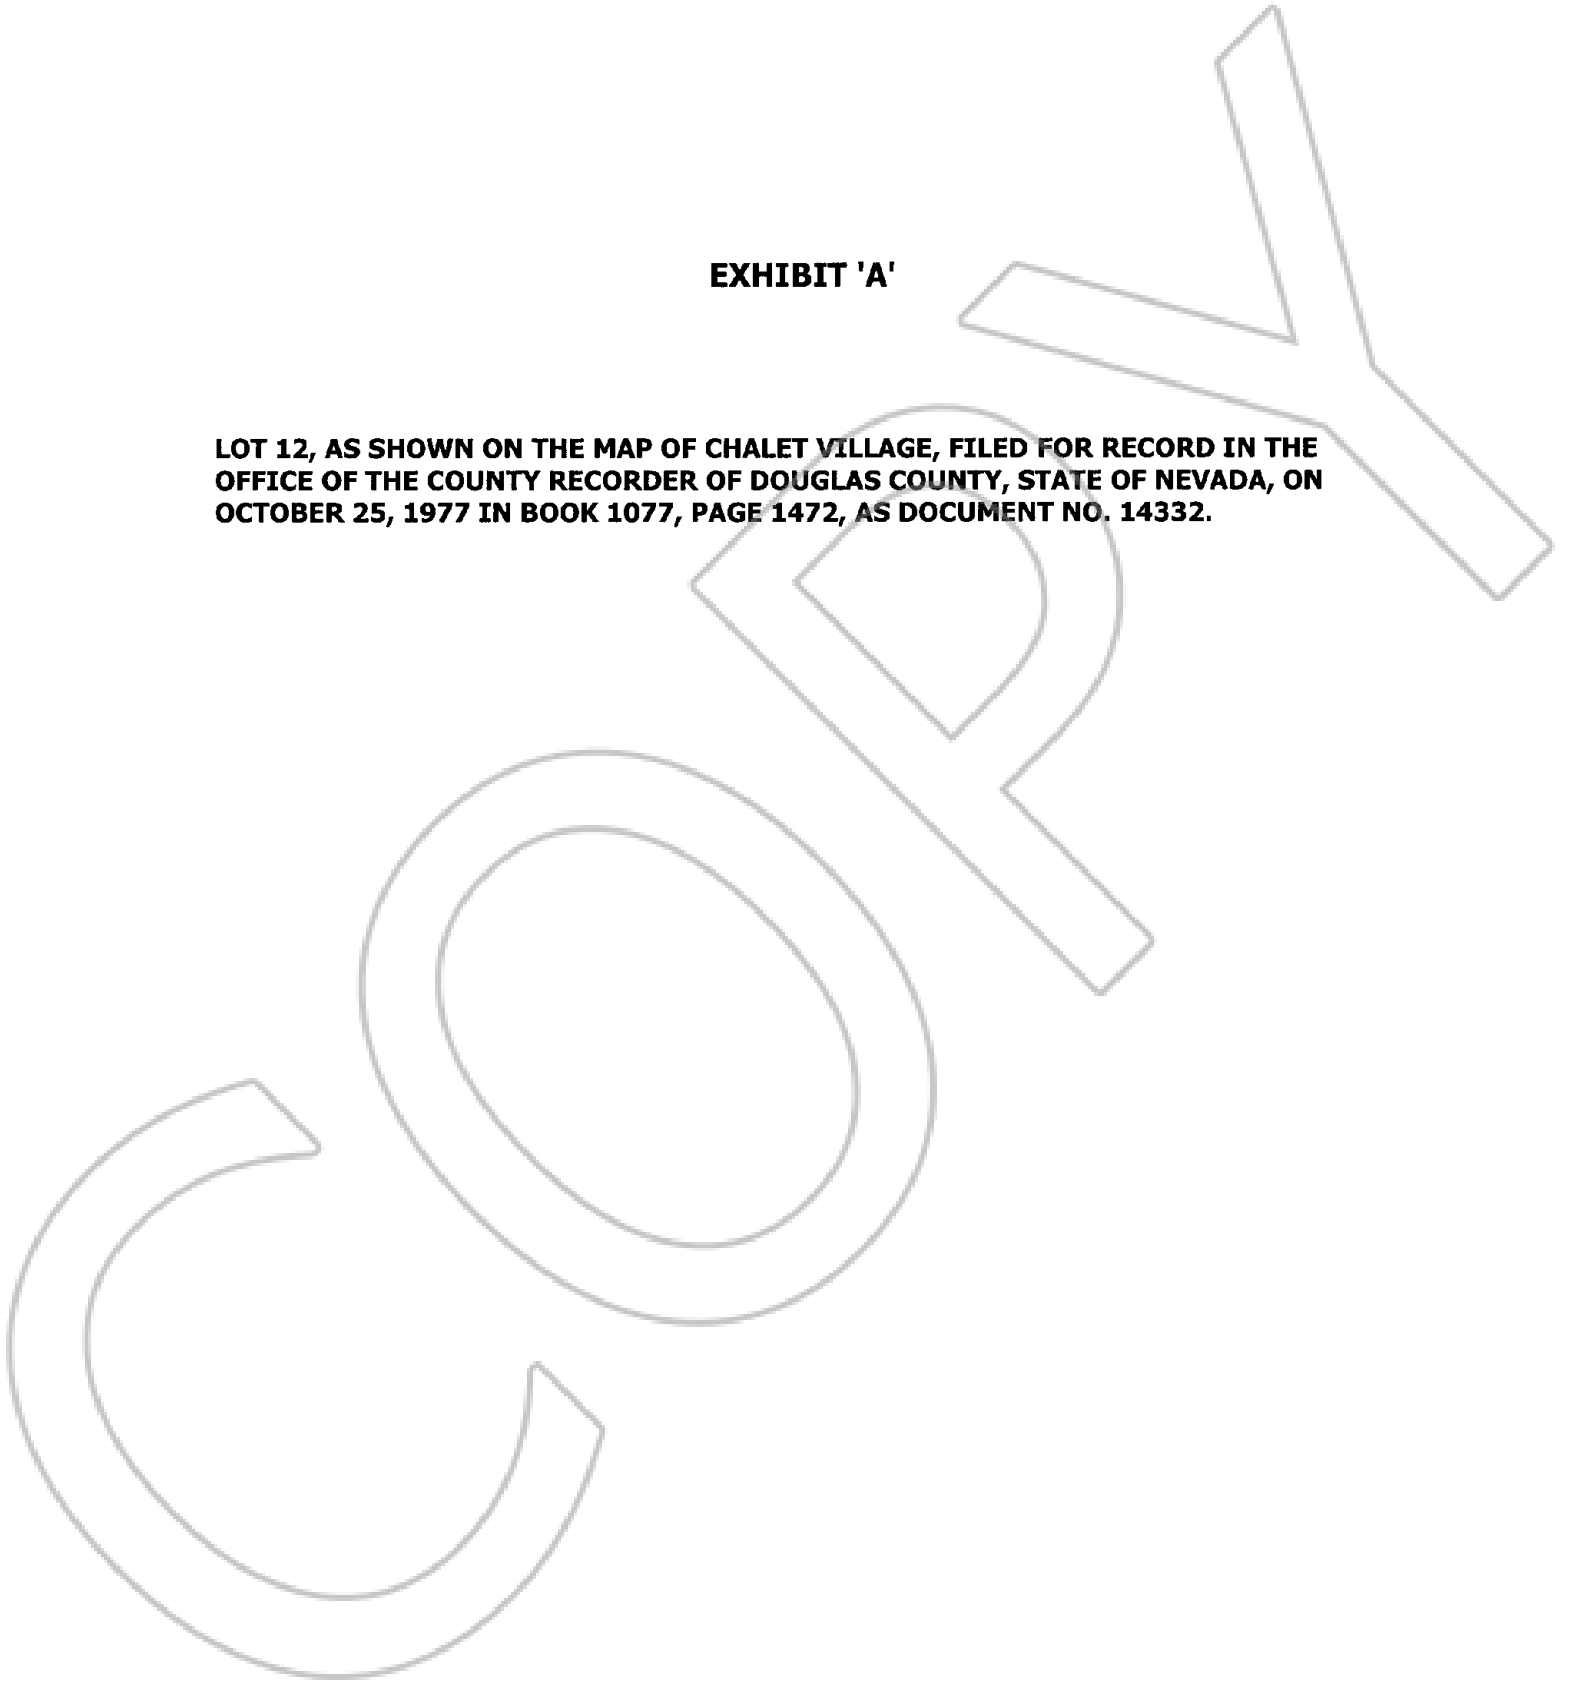 EXHIBIT 'A'
LOT 12, AS SHOWN ON THE MAP OF CHALET VILLAGE, FILED FOR RECORD IN THE
OFFICE OF THE COUNTY RECORDER OF DOUGLAS COUNTY, STATE OF NEVADA, ON
OCTOBER 25, 1977 IN BOOK 1077, PAGE 1472, AS DOCUMENT NO. 14332.
COPY